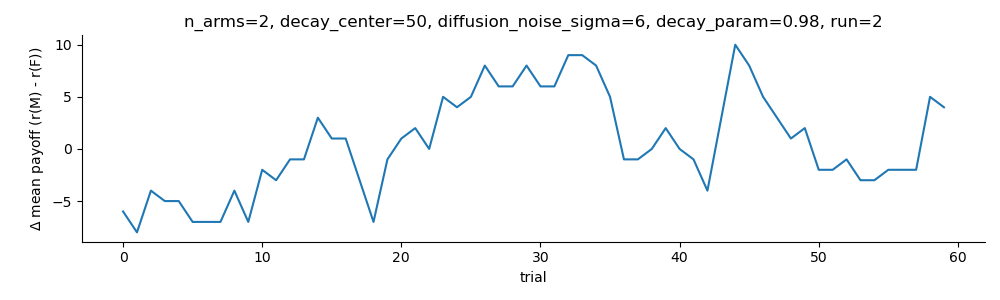 n_arms=2, decay_center=50, diffusion_noise_sigma=6, decay_param=0.98, run=2
Δ mean payoff (r(M) - r(F))
10
5
0
−5
0 10 20 30 40 50 60
trial